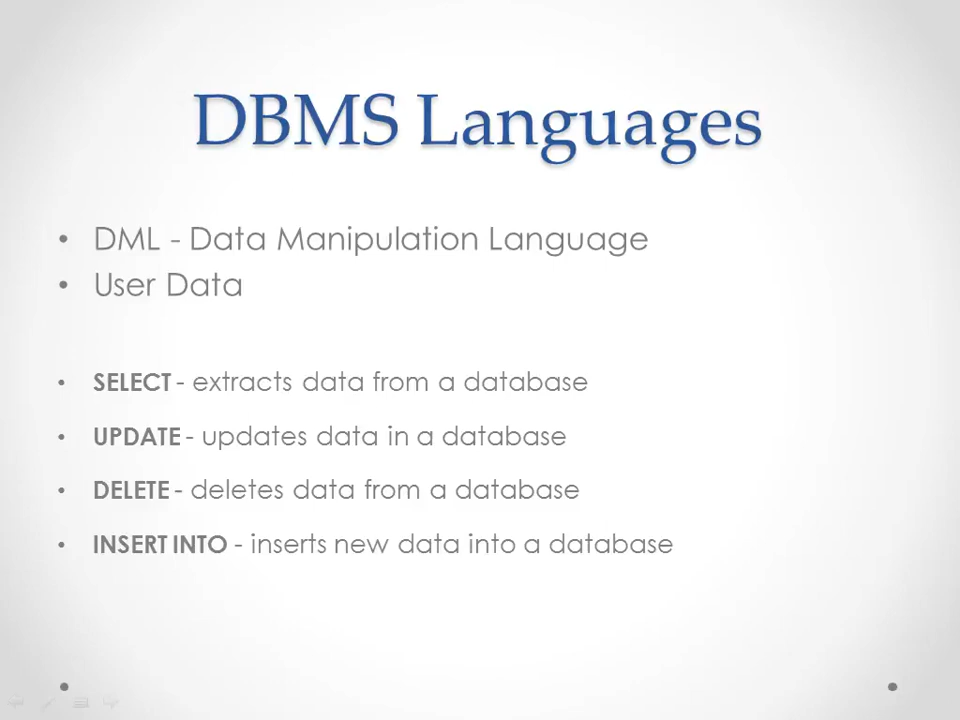 DBMS Languages
• DML - Data Manipulation Language
• User Data
• SELECT - extracts data from a database
• UPDATE - updates data in a database
• DELETE - deletes data from a database
• INSERT INTO - inserts new data into a database